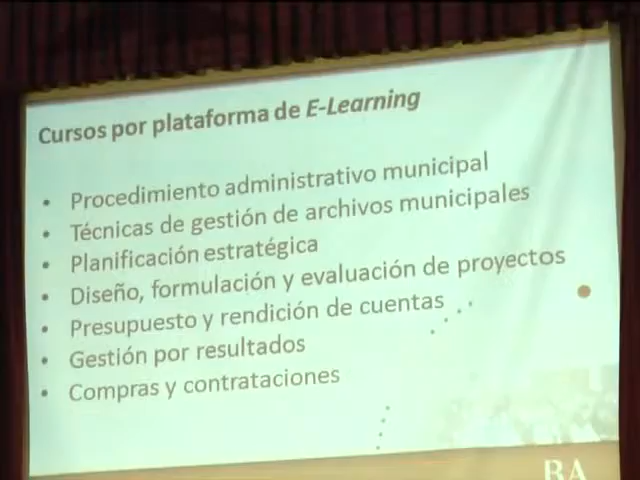 Cursos por plataforma de E-Learning
• Procedimiento administrativo municipal
• Técnicas de gestión de archivos municipales
• Planificación estratégica
• Diseño, formulación y evaluación de proyectos
• Presupuesto y rendición de cuentas
• Gestión por resultados
• Compras y contrataciones
BA